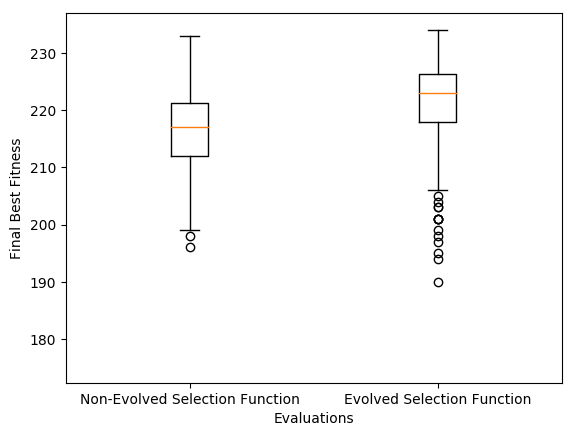 Final Best Fitness
230
220
210
200
190
180
Non-Evolved Selection Function
Evolved Selection Function
Evaluations